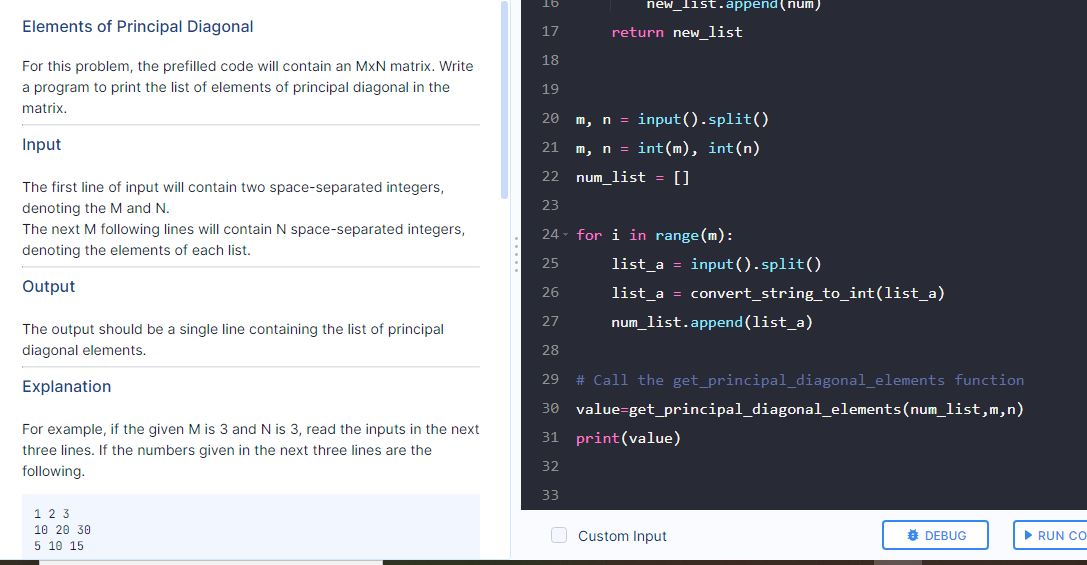 Elements of Principal Diagonal
For this problem, the prefilled code will contain an MxN matrix. Write
a program to print the list of elements of principal diagonal in the
matrix.
Input
The first line of input will contain two space-separated integers,
denoting the M and N.
The next M following lines will contain N space-separated integers,
denoting the elements of each list.
Output
The output should be a single line containing the list of principal
diagonal elements.
Explanation
For example, if the given M is 3 and N is 3, read the inputs in the next
three lines. If the numbers given in the next three lines are the
following.
1 2 3
10 20 30
5 10 15
16 new_list.append(num)
17 return new_list
18
19
20 m, n = input().split()
21 m, n = int(m), int(n)
22 num_list = []
23
24 for i in range(m):
25 list_a = input().split()
26 list_a = convert_string_to_int(list_a)
27 num_list.append(list_a)
28
29 # Call the get_principal_diagonal_elements function
30 value=get_principal_diagonal_elements(num_list,m,n)
31 print(value)
32
33
Custom Input
DEBUG
RUN CO